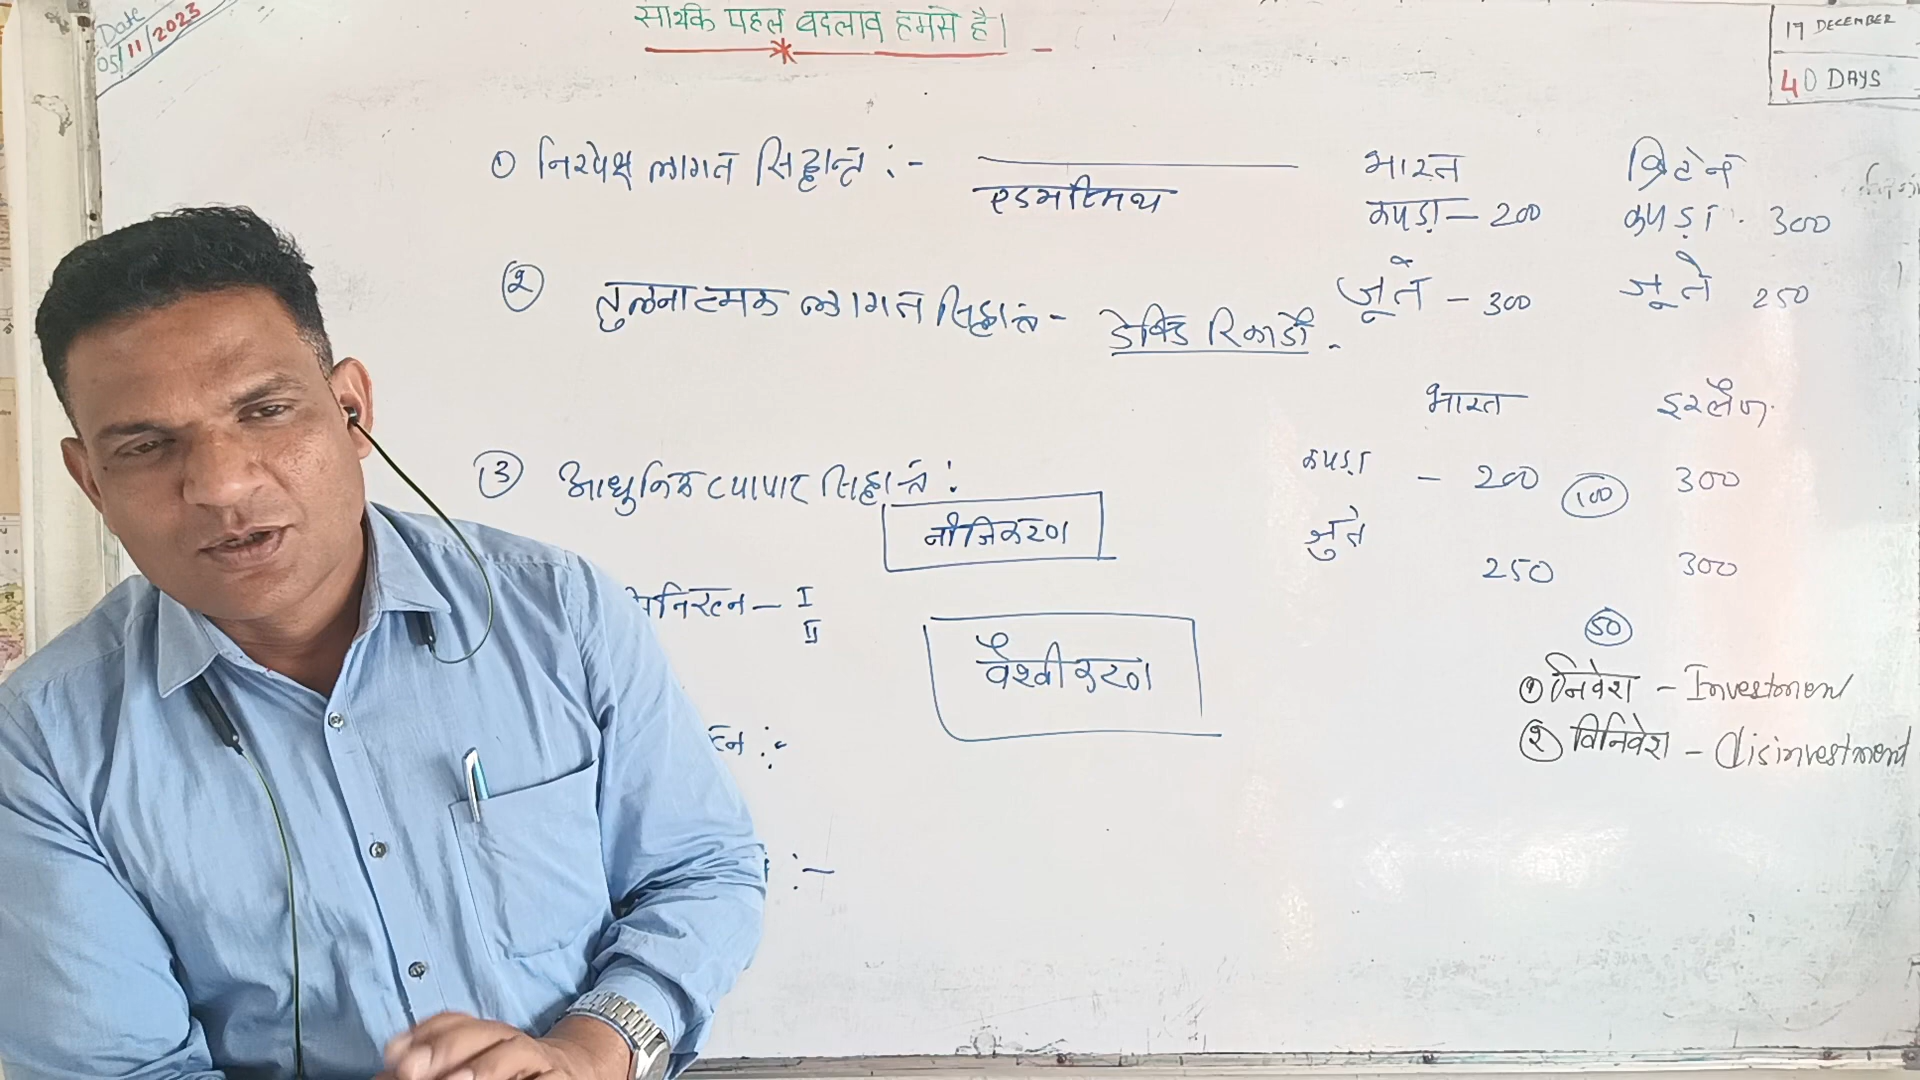 Date
05/11/2023
सार्थक पहल बदलाव हमसे है।
17 DECEMBER
40 DAYS
① निरपेक्ष लागत सिद्धान्त :-
एडमस्मिथ
भारत ब्रिटेन
कपड़ा - 200 कपड़ा - 300
जूते - 300 जूते 250
② तुलनात्मक लागत सिद्धांत - डेविड रिकार्डो -
भारत इग्लैण्ड
कपड़ा - 200 (100) 300
जुते 250 300
(50)
③ आधुनिक व्यापार सिद्धान्त :
नीजिकरण
I
II
वैश्वीकरण
① निवेश - Investment
② विनिवेश - disinvestment